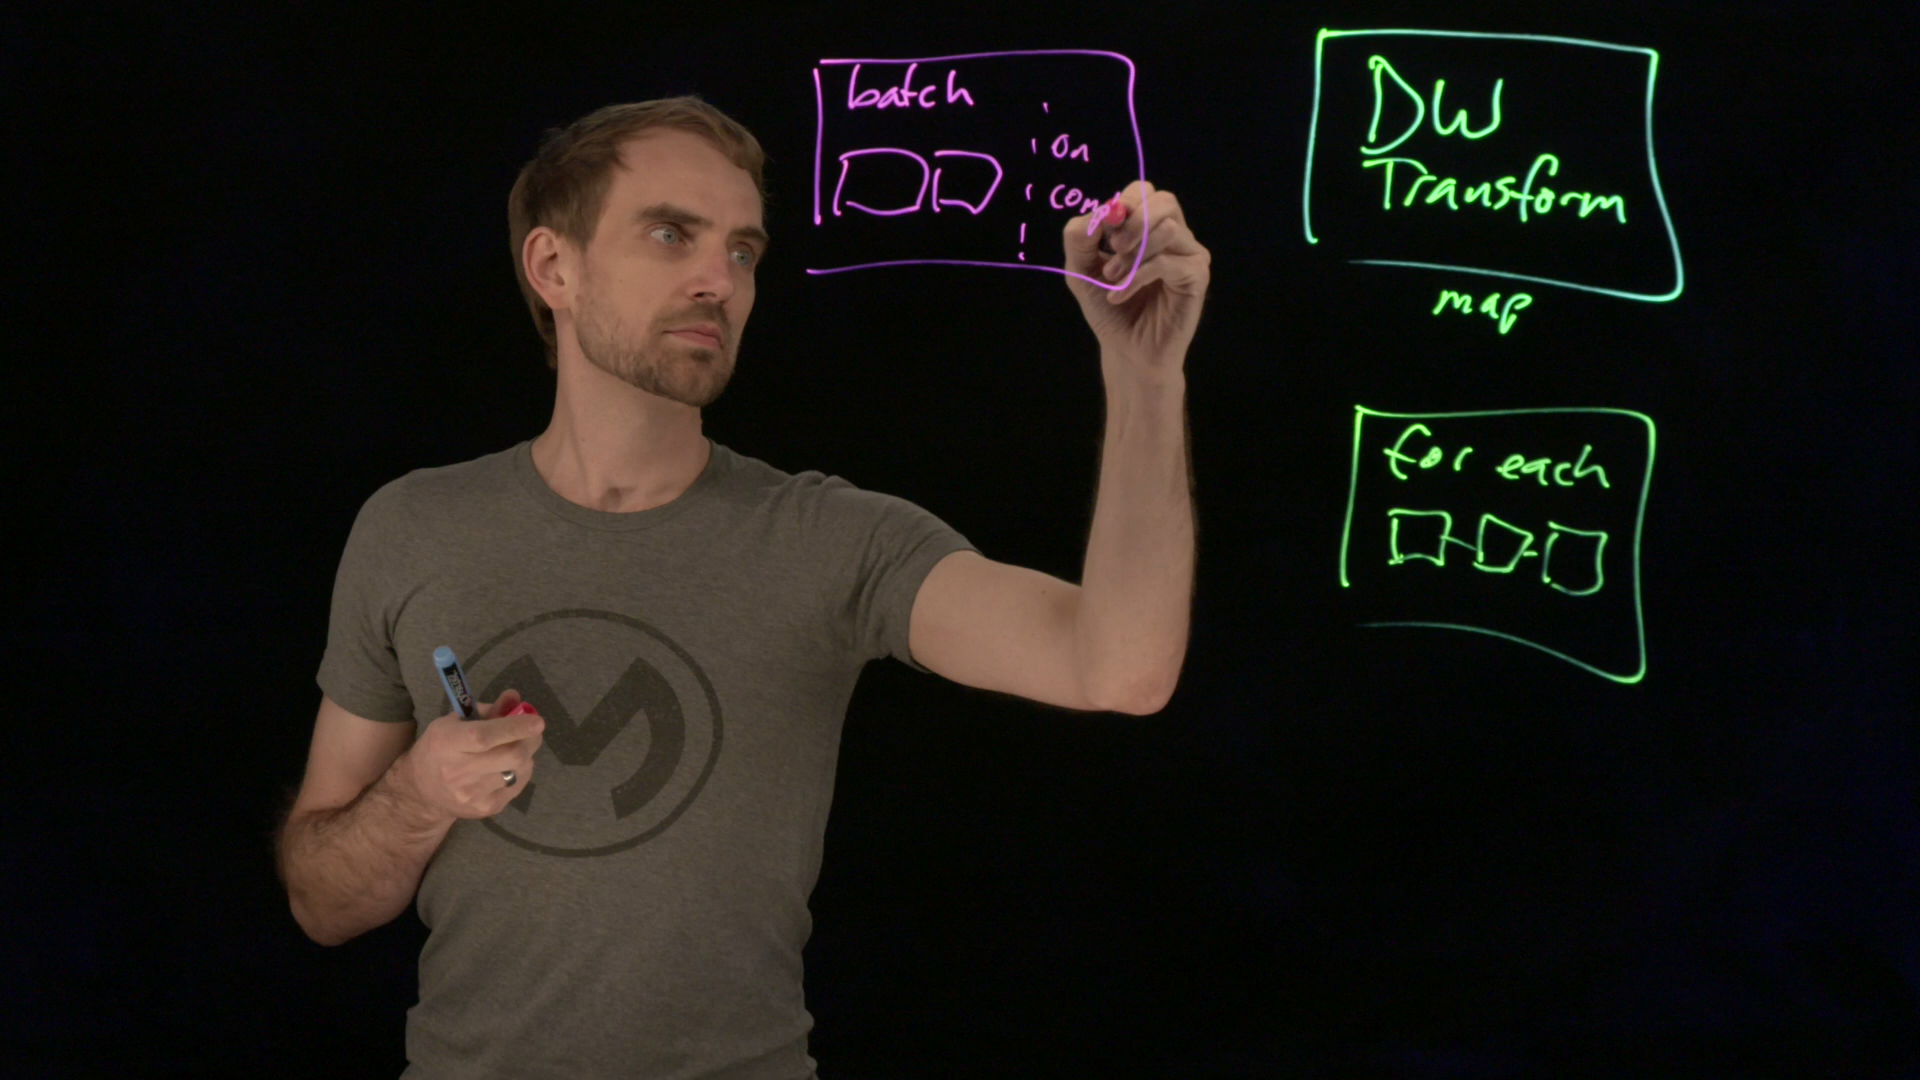 batch
On
DW
Transform
map
for each